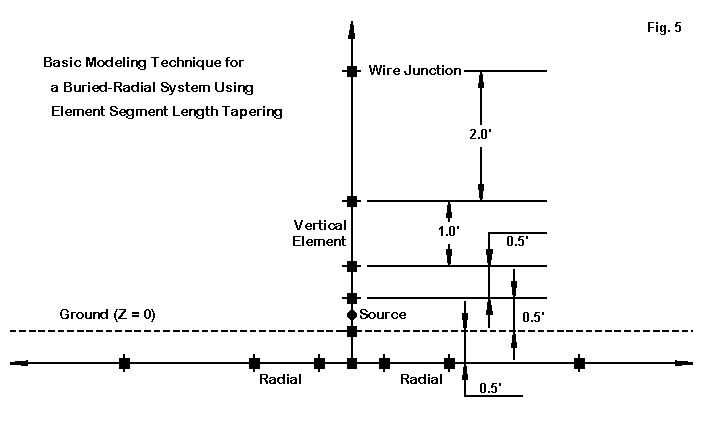 Fig. 5
Basic Modeling Technique for
a Buried-Radial System Using
Element Segment Length Tapering
Wire Junction
2.0'
Vertical
Element
1.0'
0.5'
Ground (Z = 0)
Source
0.5'
Radial
Radial
0.5'